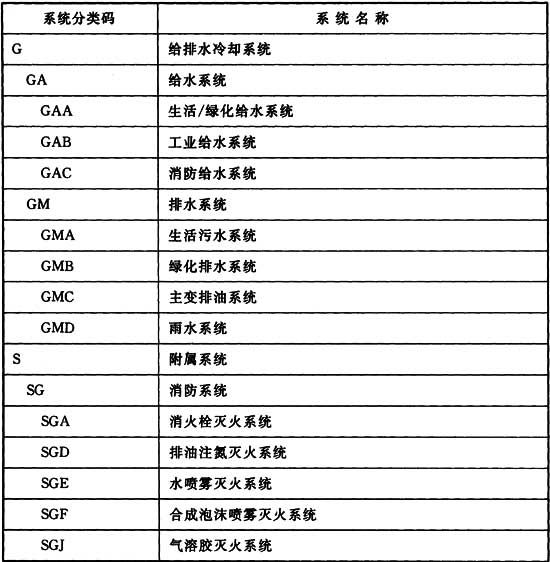 系统分类码 系统名称
G 给排水冷却系统
GA 给水系统
GAA 生活/绿化给水系统
GAB 工业给水系统
GAC 消防给水系统
GM 排水系统
GMA 生活污水系统
GMB 绿化排水系统
GMC 主变排油系统
GMD 雨水系统
S 附属系统
SG 消防系统
SGA 消火栓灭火系统
SGD 排油注氮灭火系统
SGE 水喷雾灭火系统
SGF 合成泡沫喷雾灭火系统
SGJ 气溶胶灭火系统